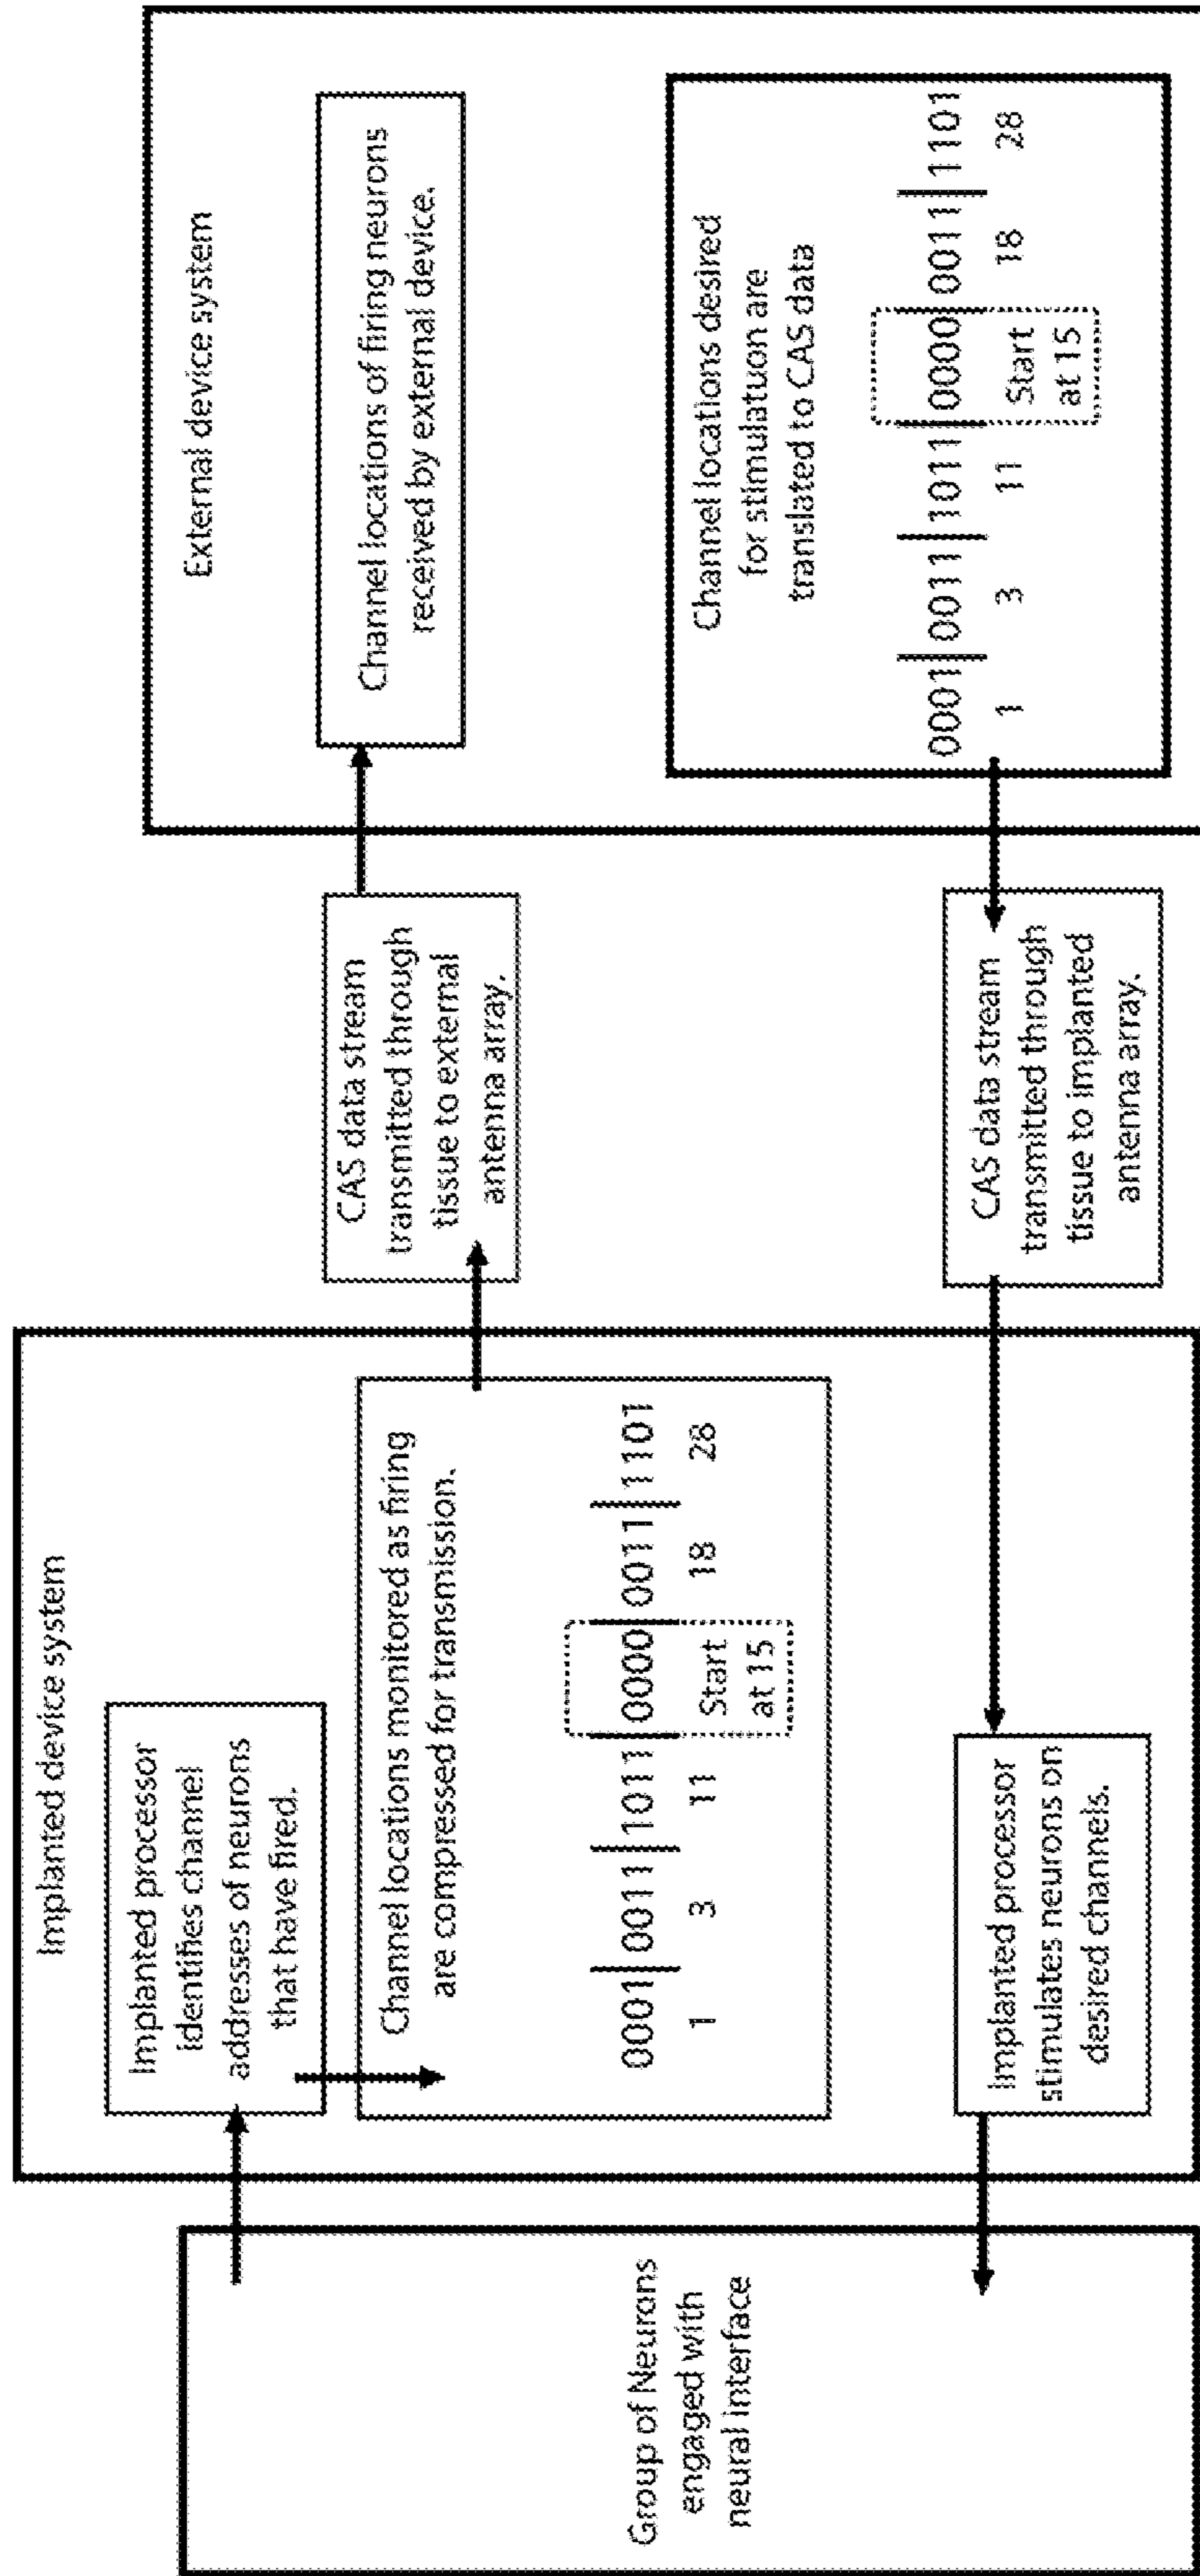 Group of Neurons
engaged with
neural interface
Implanted device system
Implanted processor
identifies channel
addresses of neurons
that have fired.
Channel locations monitored as firing
are compressed for transmission.
0001|0011|1011|0000|0011|1101
1 3 11 Start 18 28
at 15
Implanted processor
stimulates neurons on
desired channels.
CAS data stream
transmitted through
tissue to external
antenna array.
CAS data stream
transmitted through
tissue to implanted
antenna array.
External device system
Channel locations of firing neurons
received by external device.
Channel locations desired
for stimulatuon are
translated to CAS data
0001|0011|1011|0000|0011|1101
1 3 11 Start 18 28
at 15